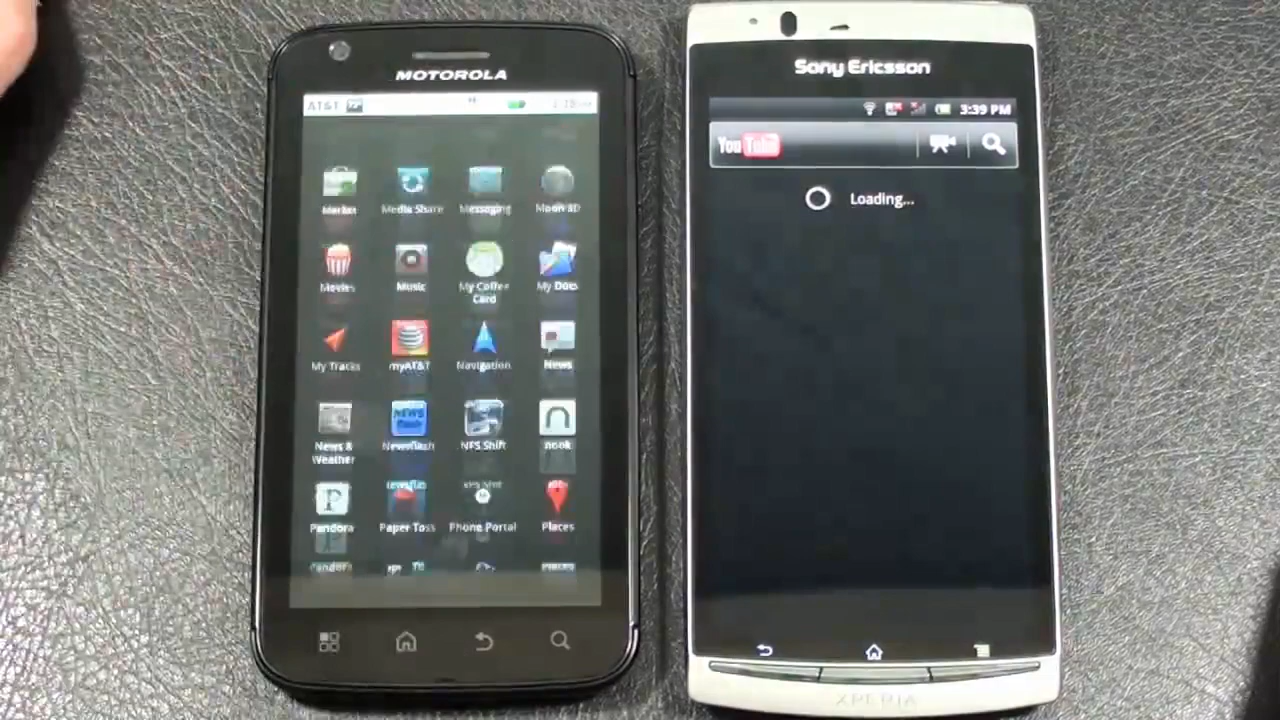 MOTOROLA
AT&T
Market Media Share Messaging Moon 3D
Movies Music My Coffee Card My Docs
My Tracks myAT&T Navigation News
News & Weather Newsflash NFS Shift nook
Pandora Paper Toss Phone Portal Places
Sony Ericsson
3:39 PM
YouTube
Loading...
XPERIA